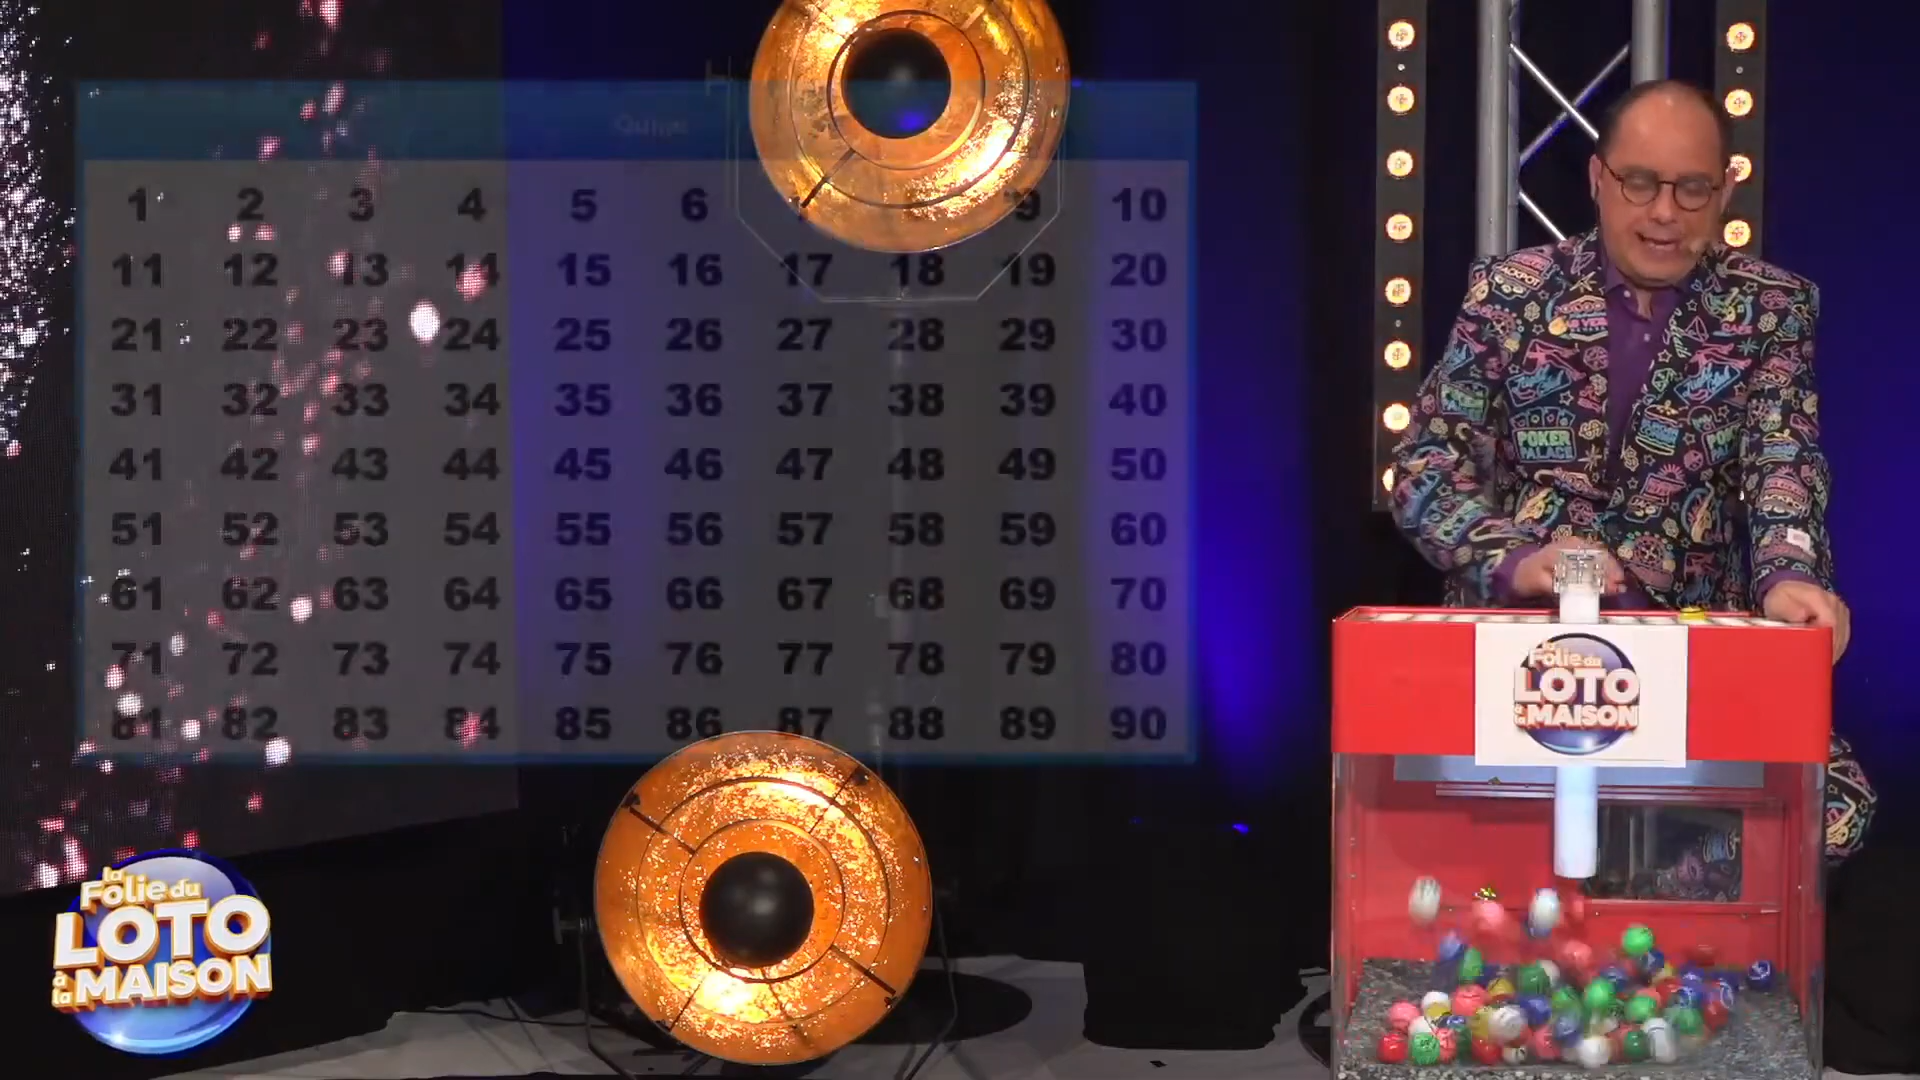 Quine
1 2 3 4 5 6 9 10
11 12 13 14 15 16 17 18 19 20
21 22 23 24 25 26 27 28 29 30
31 32 33 34 35 36 37 38 39 40
41 42 43 44 45 46 47 48 49 50
51 52 53 54 55 56 57 58 59 60
61 62 63 64 65 66 67 68 69 70
71 72 73 74 75 76 77 78 79 80
81 82 83 84 85 86 87 88 89 90
POKER
PALACE
la
Folie du
LOTO
à la
MAISON
la
Folie du
LOTO
à la
MAISON